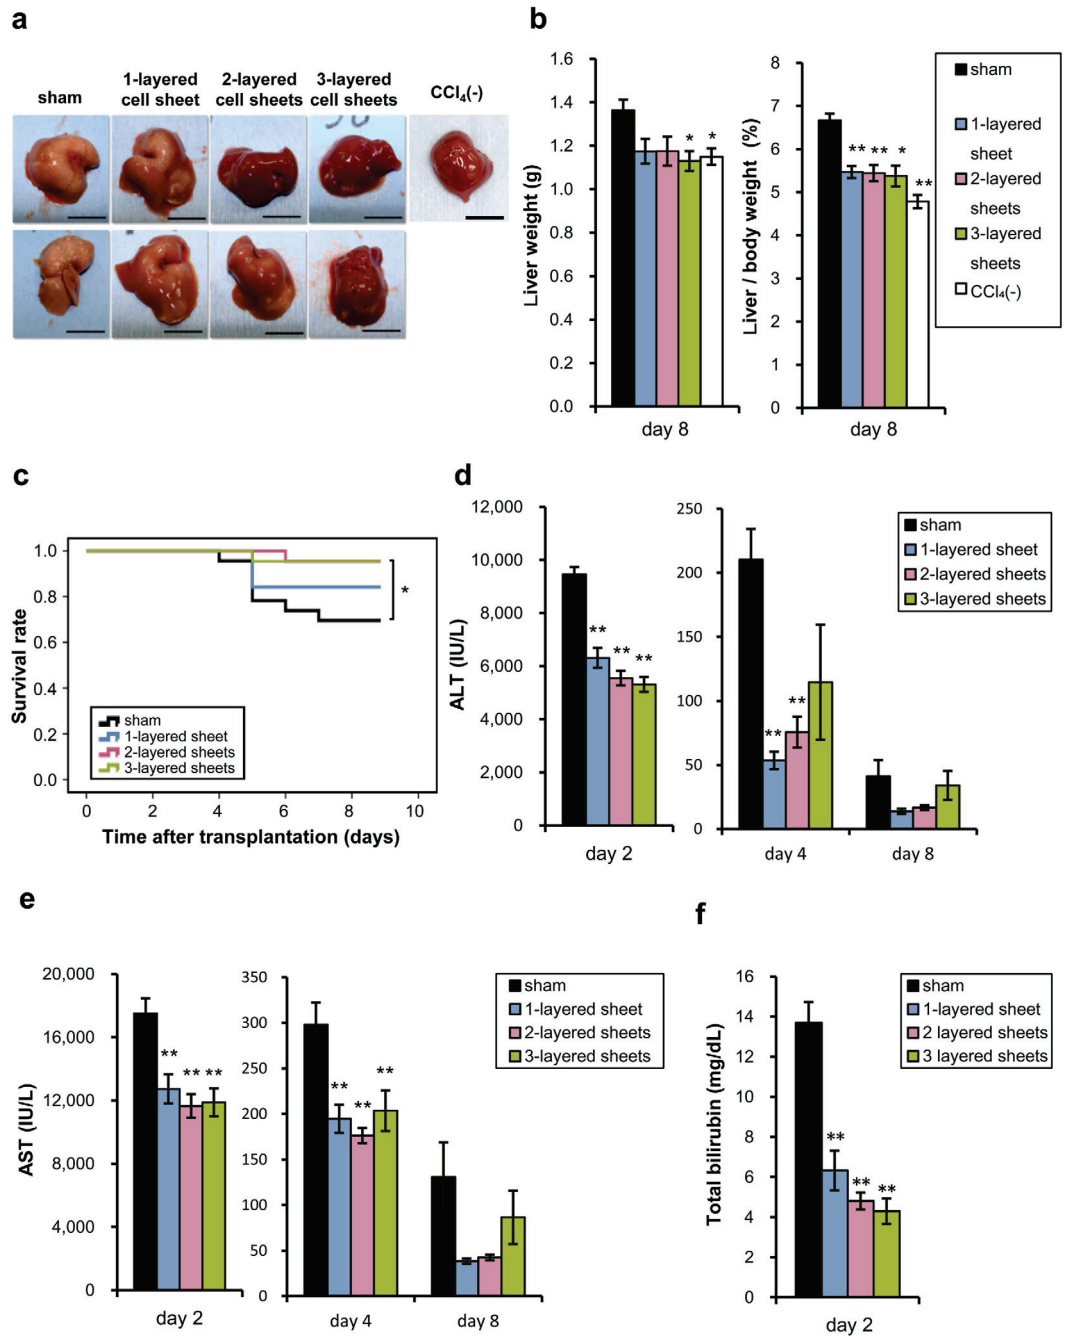 a
sham
1-layered
cell sheet
2-layered
cell sheets
3-layered
cell sheets
CCl₄(-)
b
Liver weight (g)
1.6
1.4
1.2
1.0
0.8
0.6
0.4
0.2
0.0
* *
day 8
Liver / body weight (%)
8
7
6
5
4
3
2
1
0
** ** *
**
day 8
sham
1-layered
sheet
2-layered
sheets
3-layered
sheets
CCl₄(-)
c
Survival rate
1.0
0.8
0.6
0.4
0.2
0.0
*
sham
1-layered sheet
2-layered sheets
3-layered sheets
0 2 4 6 8 10
Time after transplantation (days)
d
ALT (IU/L)
12,000
10,000
8,000
6,000
4,000
2,000
0
**
** **
day 2
250
200
150
100
50
0
**
**
day 4 day 8
sham
1-layered sheet
2-layered sheets
3-layered sheets
e
AST (IU/L)
20,000
16,000
12,000
8,000
4,000
0
**
** **
day 2
350
300
250
200
150
100
50
0
**
**
**
day 4 day 8
sham
1-layered sheet
2-layered sheets
3-layered sheets
f
Total bilirubin (mg/dL)
16
14
12
10
8
6
4
2
0
**
** **
day 2
sham
1-layered sheet
2 layered sheets
3 layered sheets